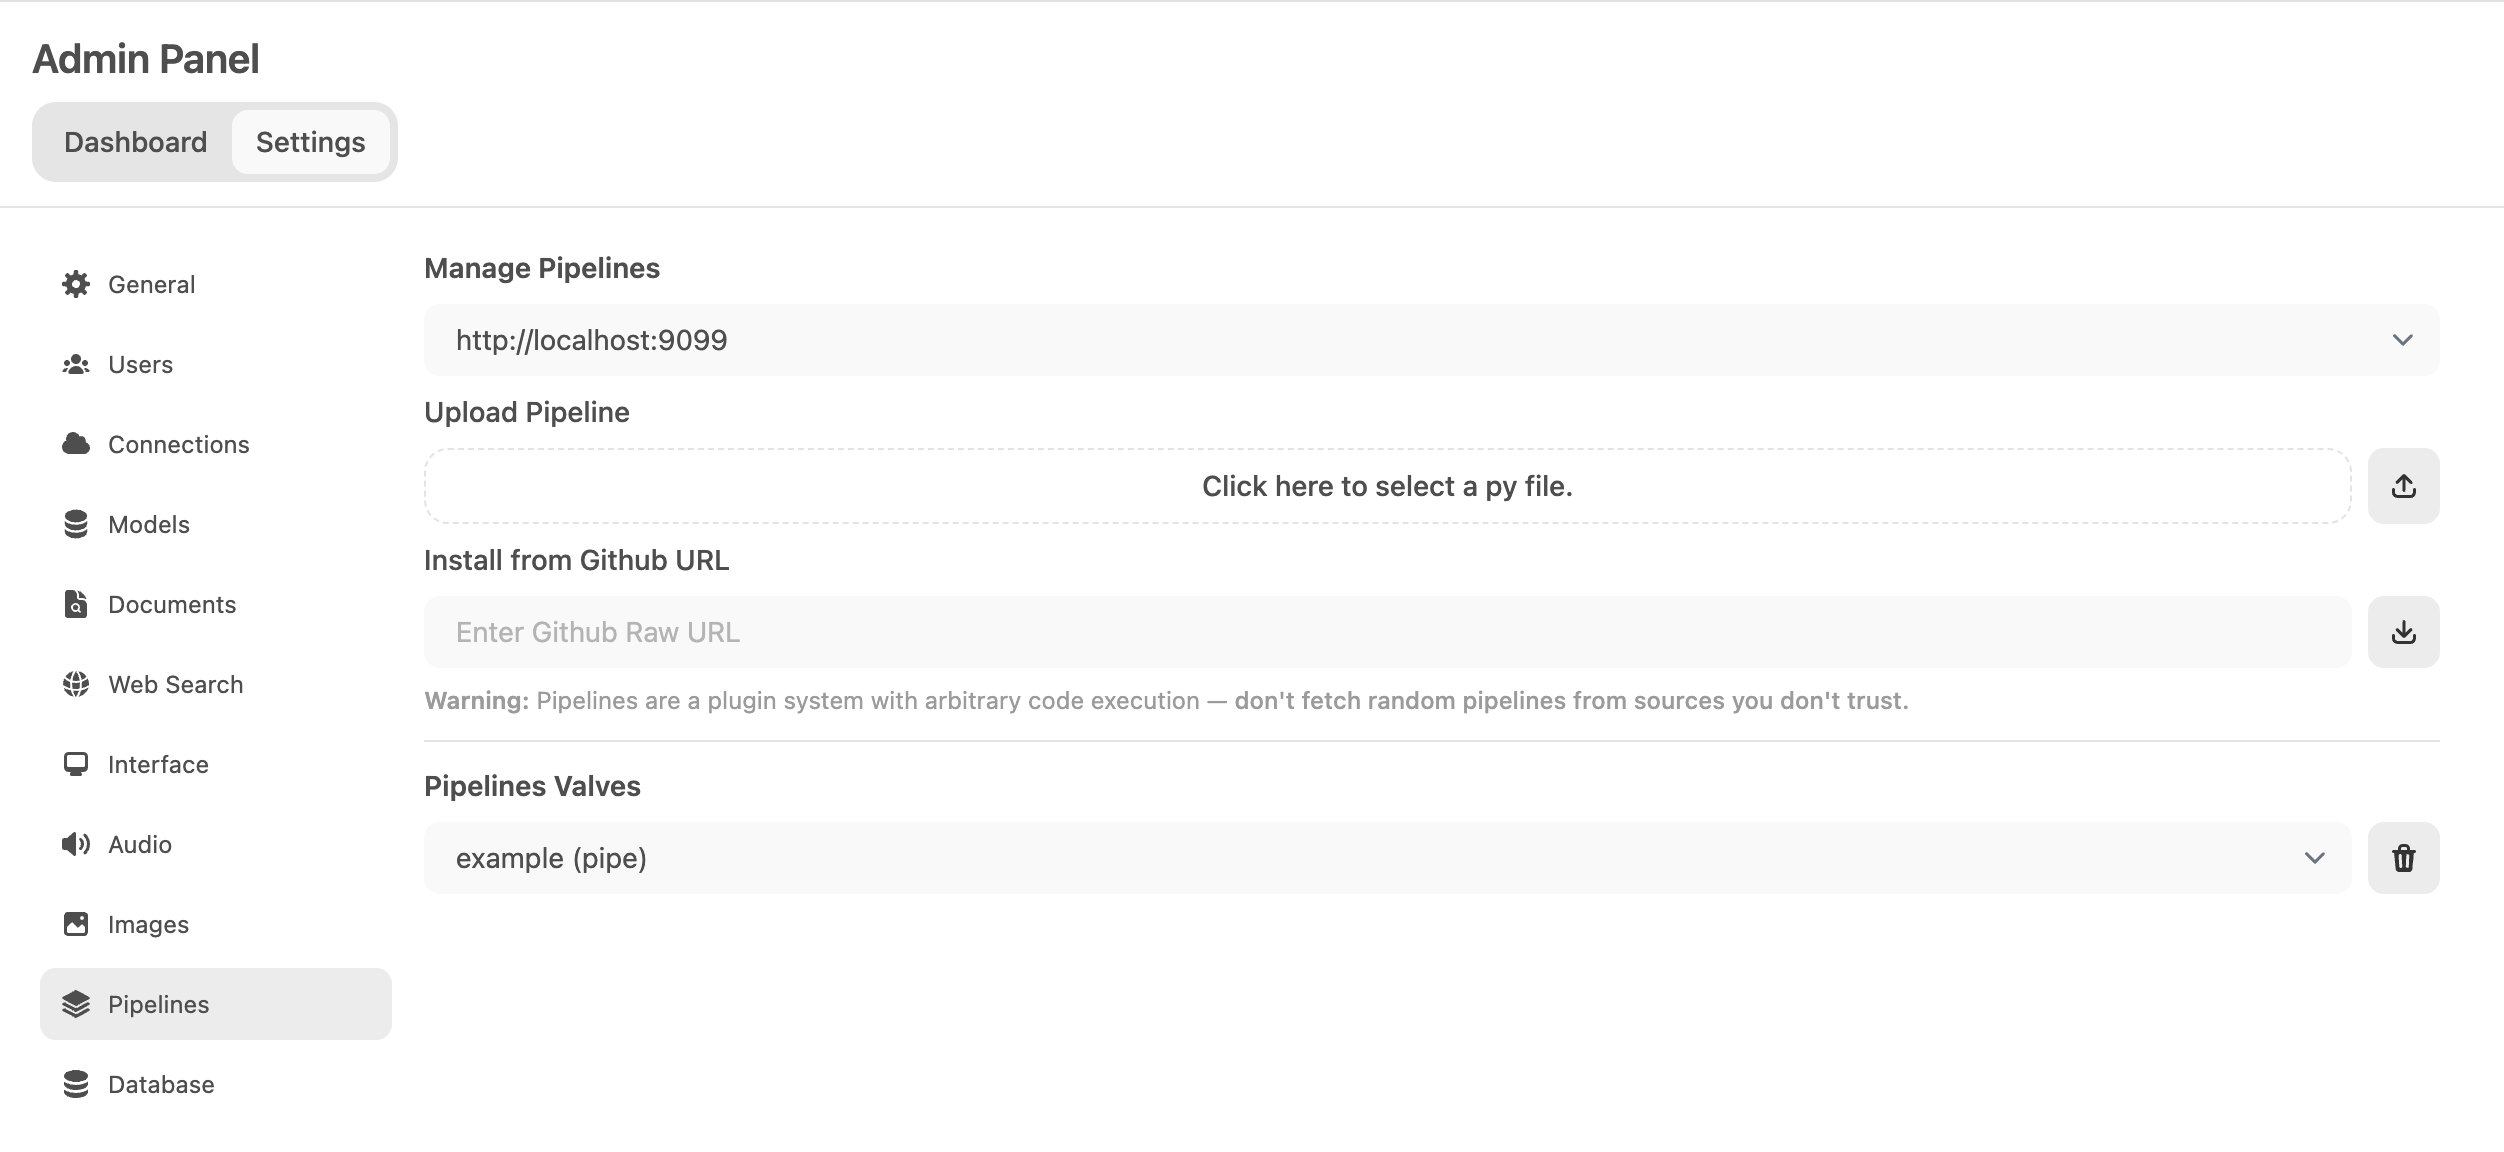 Admin Panel
Dashboard
Settings
General
Users
Connections
Models
Documents
Web Search
Interface
Audio
Images
Pipelines
Database
Manage Pipelines
http://localhost:9099
Upload Pipeline
Click here to select a py file.
Install from Github URL
Enter Github Raw URL
Warning: Pipelines are a plugin system with arbitrary code execution — don't fetch random pipelines from sources you don't trust.
Pipelines Valves
example (pipe)